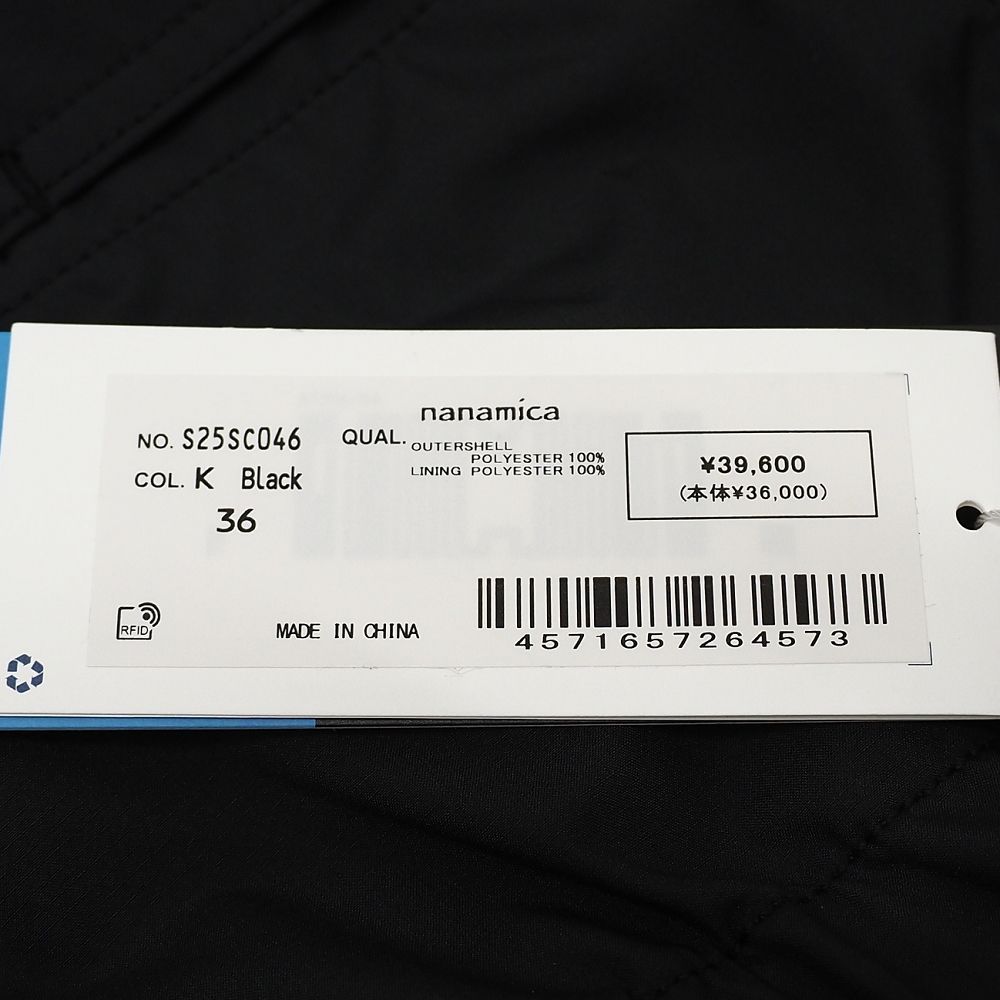 nanamica
NO. S25SC046
COL. K Black
36
QUAL.
OUTERSHELL
POLYESTER 100%
LINING POLYESTER 100%
¥39,600
(本体¥36,000)
RFID
MADE IN CHINA
4571657264573